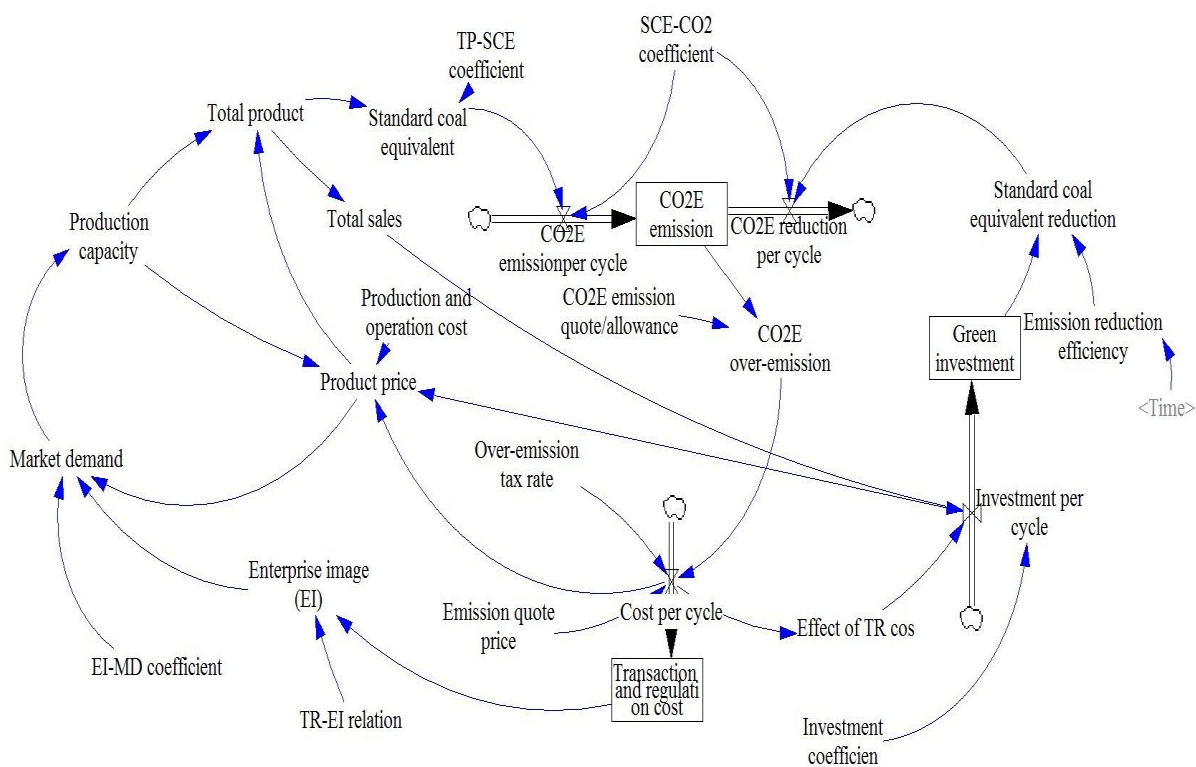 SCE-CO2
coefficient
TP-SCE
coefficient
Total product
Standard coal
equivalent
Production
capacity
Total sales
CO2E
emission
CO2E
emissionper cycle
CO2E reduction
per cycle
Standard coal
equivalent reduction
Production and
operation cost
CO2E emission
quote/allowance
CO2E
over-emission
Green
investment
Emission reduction
efficiency
<Time>
Product price
Market demand
Over-emission
tax rate
Investment per
cycle
Enterprise image
(EI)
Emission quote
price
Cost per cycle
Effect of TR cos
EI-MD coefficient
TR-EI relation
Transaction
and regulati
on cost
Investment
coefficien